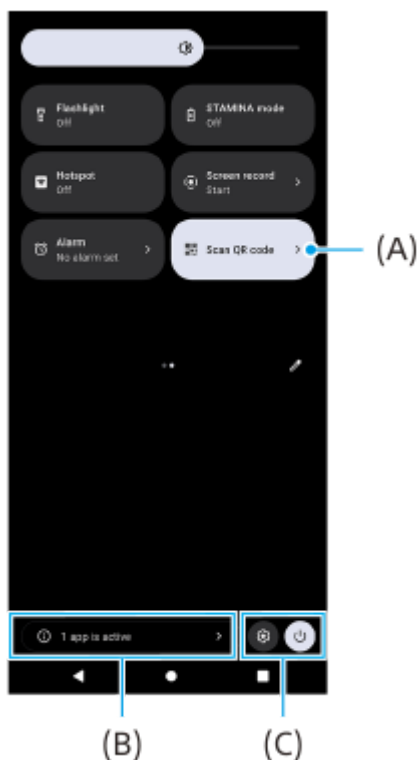 Flashlight
Off
STAMINA mode
Off
Hotspot
Off
Screen record
Start
Alarm
No alarm set
Scan QR code
(A)
1 app is active
(B)
(C)